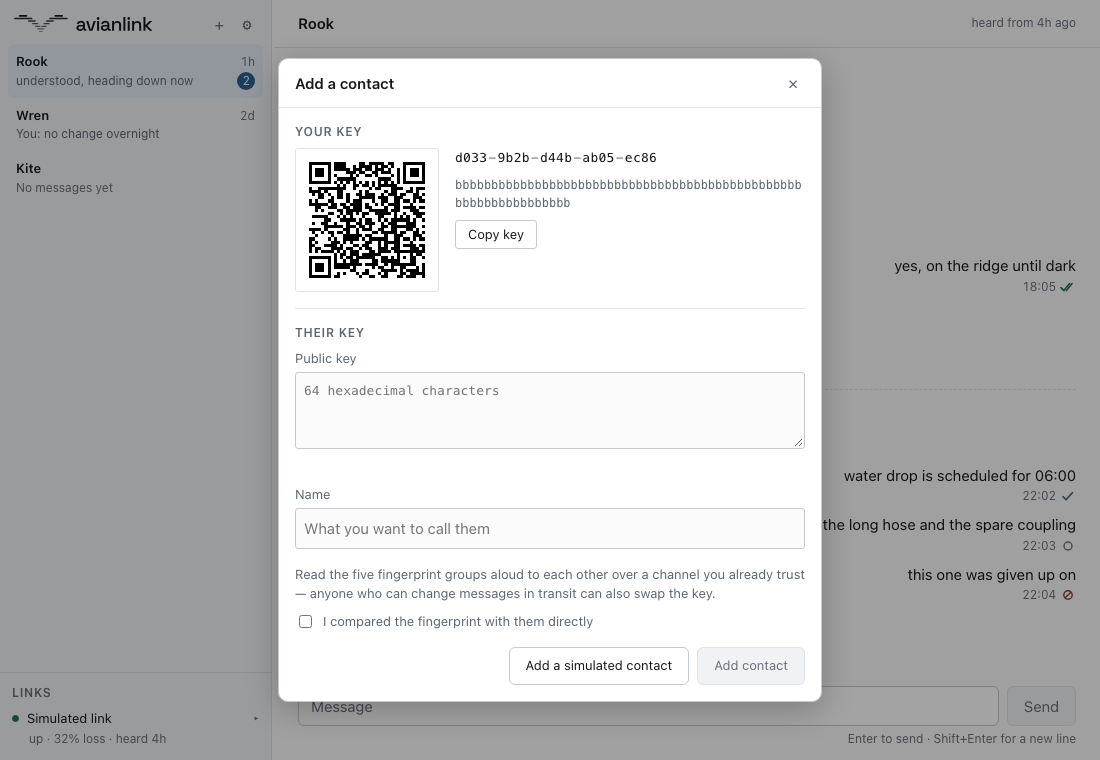 avianlink
+
Rook
1h
understood, heading down now
2
Wren
2d
You: no change overnight
Kite
No messages yet
LINKS
Simulated link
up · 32% loss · heard 4h
Rook
heard from 4h ago
yes, on the ridge until dark
18:05
water drop is scheduled for 06:00
22:02
the long hose and the spare coupling
22:03
this one was given up on
22:04
Message
Send
Enter to send · Shift+Enter for a new line
Add a contact
×
YOUR KEY
d033-9b2b-d44b-ab05-ec86
bbbbbbbbbbbbbbbbbbbbbbbbbbbbbbbbbbbbbbbbbbbbbbbb
bbbbbbbbbbbbbbbb
Copy key
THEIR KEY
Public key
64 hexadecimal characters
Name
What you want to call them
Read the five fingerprint groups aloud to each other over a channel you already trust
— anyone who can change messages in transit can also swap the key.
I compared the fingerprint with them directly
Add a simulated contact
Add contact